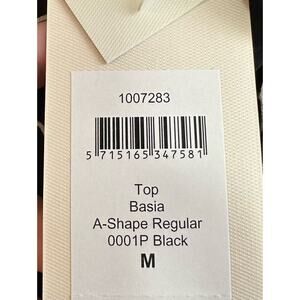 1007283
5 715165 347581
Top
Basia
A-Shape Regular
0001P Black
M